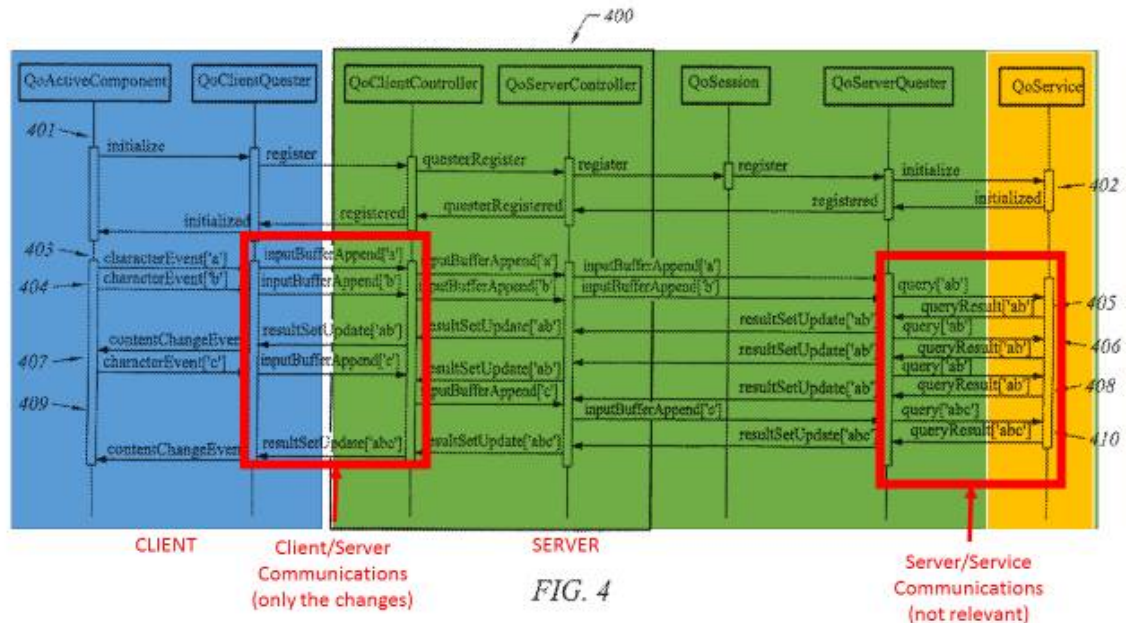 400
QoActiveComponent QoClientQuester QoClientController QoServerController QoSession QoServerQuester QoService
401
initialize
register
questerRegister
register
register
initialize
402
registered
initialized
questerRegistered
registered
initialized
403
characterEvent['a'] inputBufferAppend['a'] inputBufferAppend['a'] inputBufferAppend['a']
404 characterEvent['b'] inputBufferAppend['b'] inputBufferAppend['b'] inputBufferAppend['b'] query['ab'] 405
resultSetUpdate['ab'] resultSetUpdate['ab'] resultSetUpdate['ab'] queryResult['ab']
contentChangeEvent query['ab'] 406
407 characterEvent['c'] inputBufferAppend['c'] resultSetUpdate['ab'] resultSetUpdate['ab'] queryResult['ab']
query['ab']
409 inputBufferAppend['c'] resultSetUpdate['ab'] queryResult['ab'] 408
inputBufferAppend['c'] query['abc']
contentChangeEvent resultSetUpdate['abc'] resultSetUpdate['abc'] resultSetUpdate['abc'] queryResult['abc'] 410
CLIENT
Client/Server
Communications
(only the changes)
SERVER
FIG. 4
Server/Service
Communications
(not relevant)